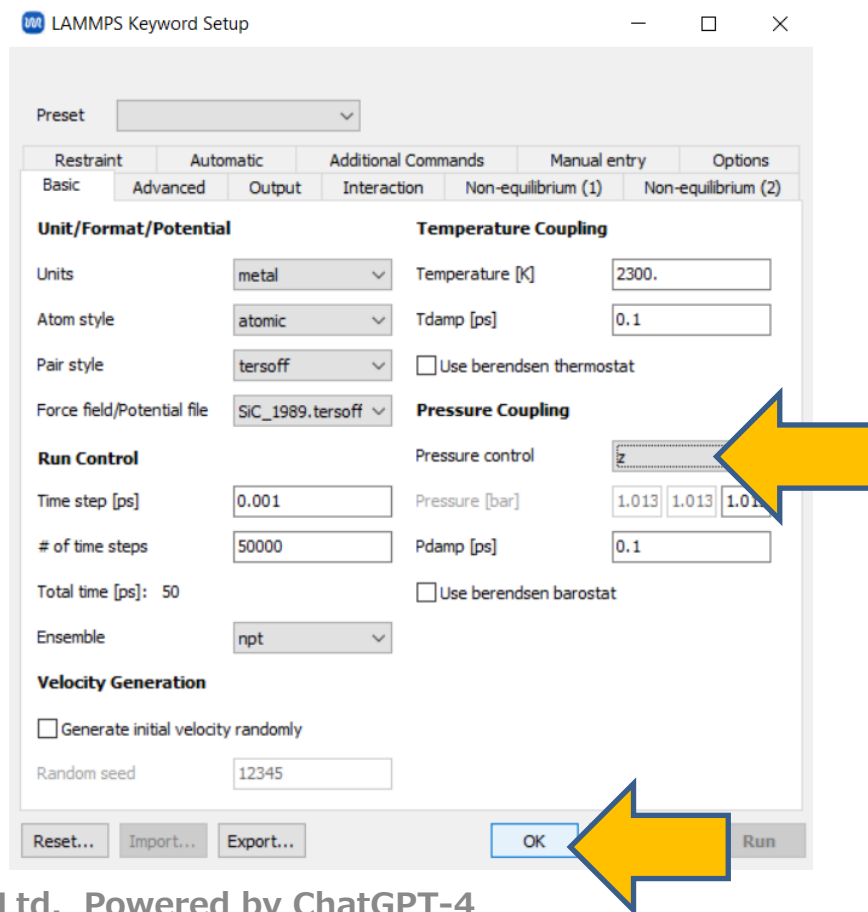 LAMMPS Keyword Setup
Preset
Restraint Automatic Additional Commands Manual entry Options
Basic Advanced Output Interaction Non-equilibrium (1) Non-equilibrium (2)
Unit/Format/Potential
Units metal
Atom style atomic
Pair style tersoff
Force field/Potential file SiC_1989.tersoff
Run Control
Time step [ps] 0.001
# of time steps 50000
Total time [ps]: 50
Ensemble npt
Velocity Generation
Generate initial velocity randomly
Random seed 12345
Temperature Coupling
Temperature [K] 2300.
Tdamp [ps] 0.1
Use berendsen thermostat
Pressure Coupling
Pressure control z
Pressure [bar] 1.013 1.013
Pdamp [ps] 0.1
Use berendsen barostat
Reset... Import... Export... OK Run
Ltd. Powered by ChatGPT-4